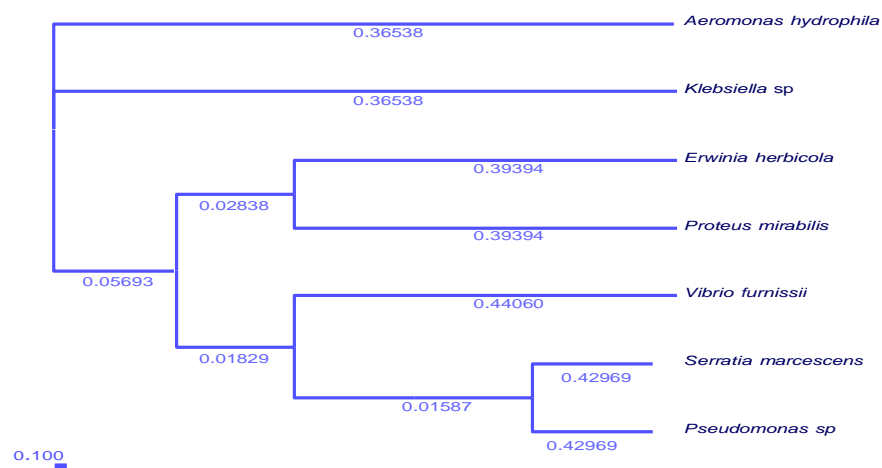 Aeromonas hydrophila
0.36538
Klebsiella sp
0.36538
Erwinia herbicola
0.39394
0.02838
Proteus mirabilis
0.39394
0.05693
Vibrio furnissii
0.44060
0.01829
Serratia marcescens
0.42969
0.01587
Pseudomonas sp
0.42969
0.100